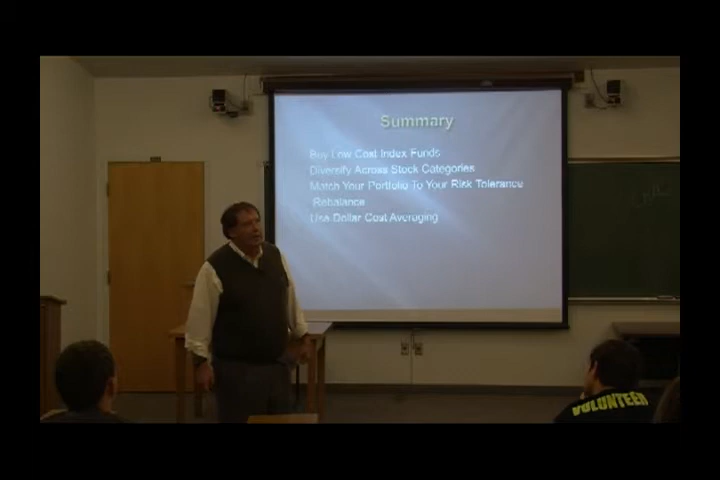 Summary
Buy Low Cost Index Funds
Diversify Across Stock Categories
Match Your Portfolio To Your Risk Tolerance
Rebalance
Use Dollar Cost Averaging
VOLUNTEER